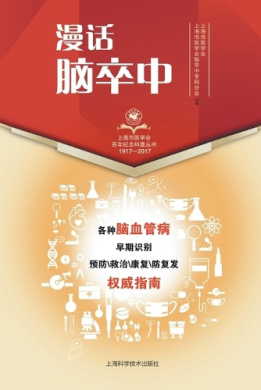 漫话
脑卒中
上海市医学会
上海市医学会脑卒中专科分会
上海市医学会
百年纪念科普丛书
1917—2017
各种脑血管病
早期识别
预防\救治\康复\防复发
权威指南
上海科学技术出版社